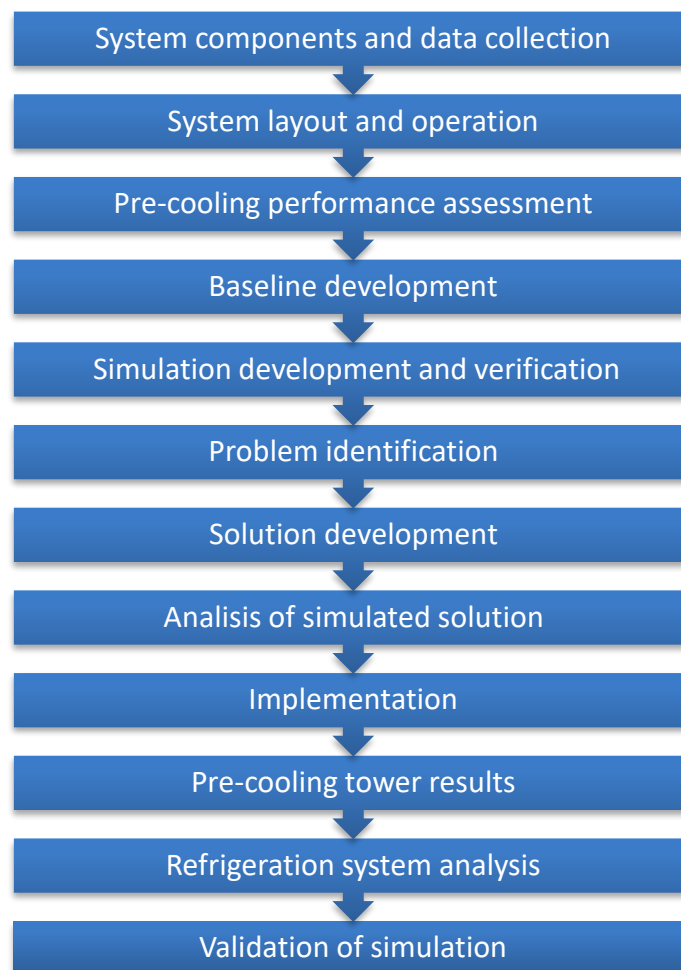 System components and data collection
System layout and operation
Pre-cooling performance assessment
Baseline development
Simulation development and verification
Problem identification
Solution development
Analisis of simulated solution
Implementation
Pre-cooling tower results
Refrigeration system analysis
Validation of simulation